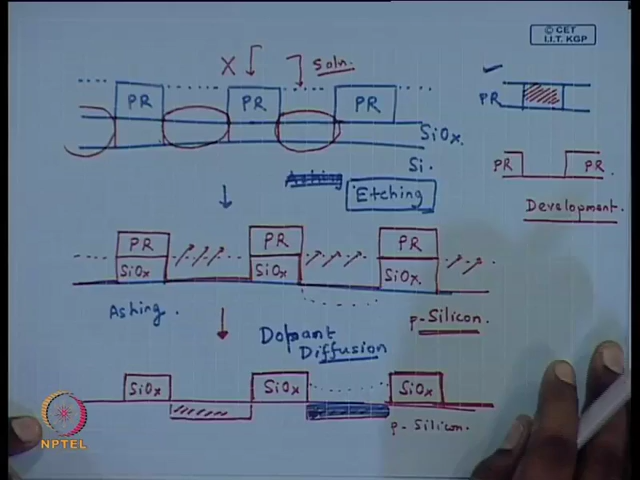 © CET
I.I.T. KGP
X Soln.
PR PR PR
PR
SiOx.
Si.
PR PR.
Etching
Development.
PR PR PR
SiOx SiOx SiOx.
Ashing.
p-Silicon.
Dopant
Diffusion
SiOx SiOx SiOx
p-Silicon.
NPTEL